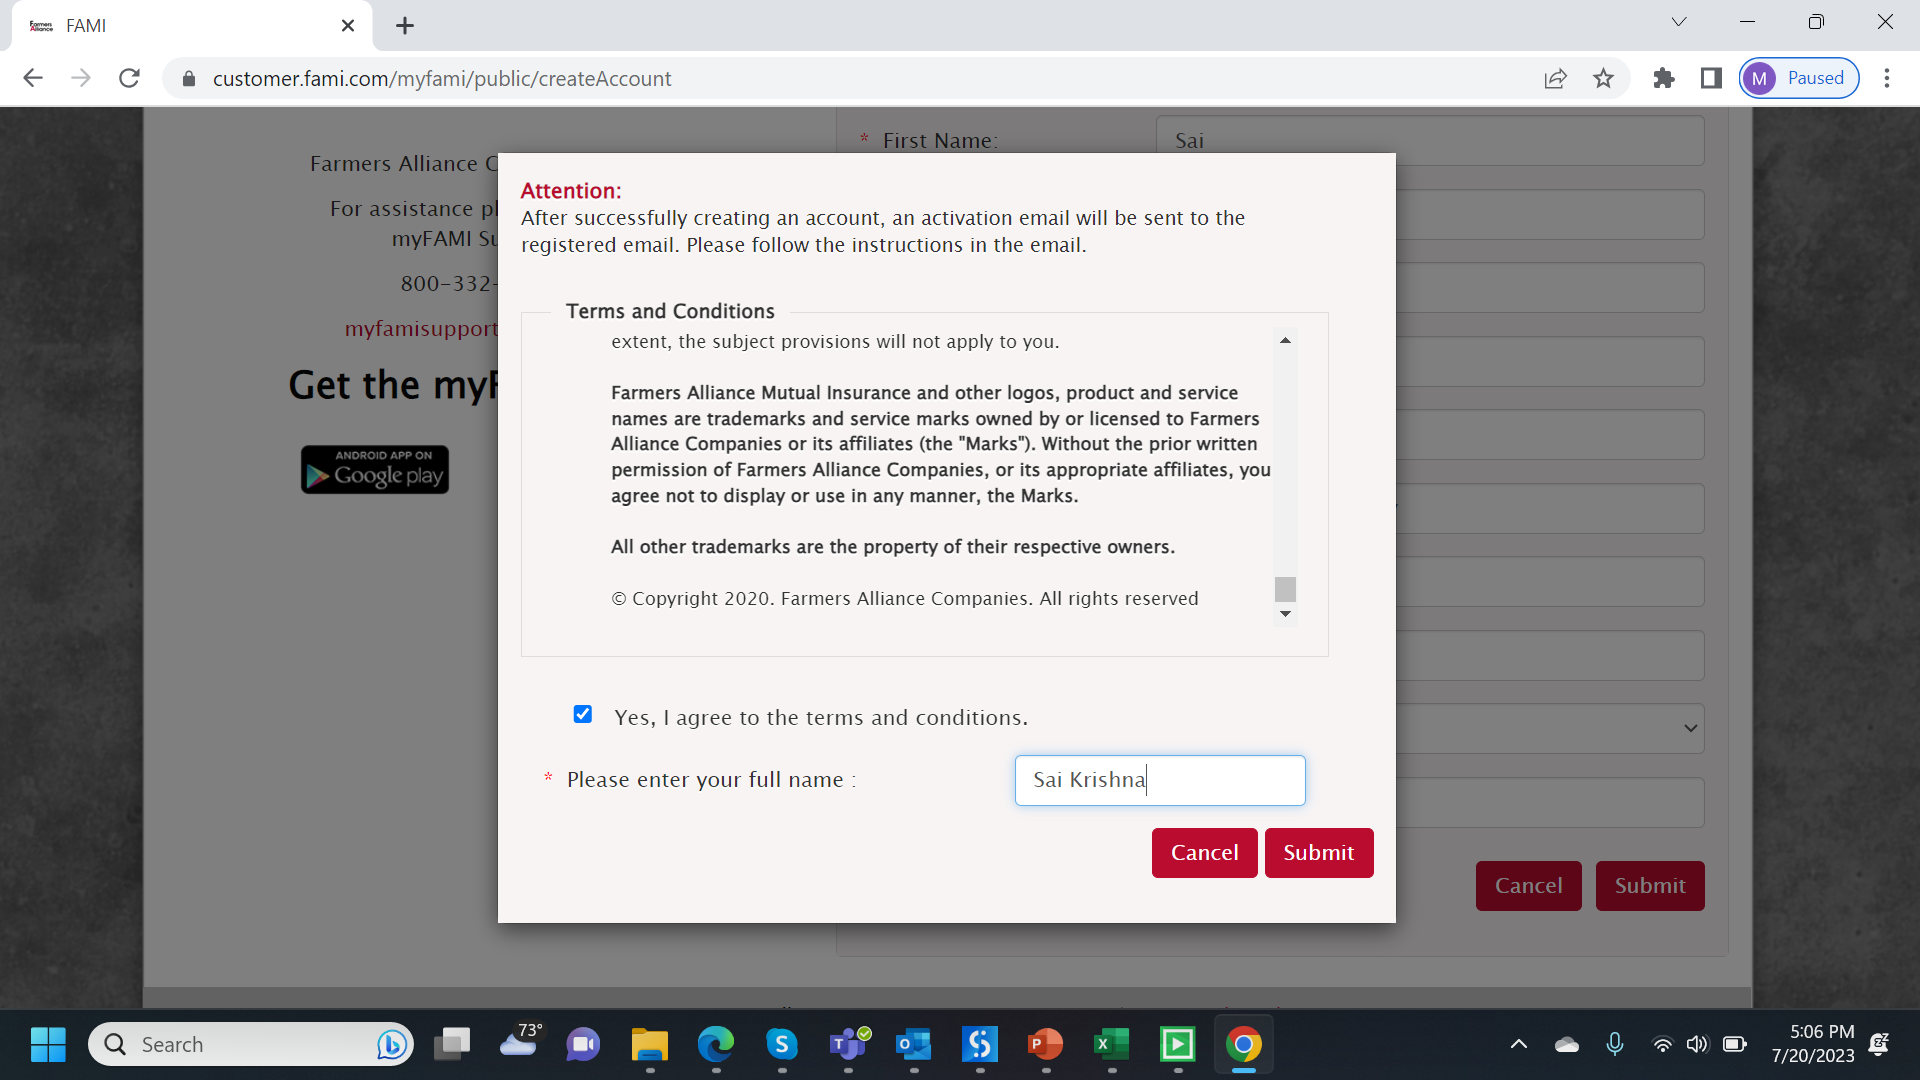 Farmers
Alliance
FAMI
customer.fami.com/myfami/public/createAccount
M
Paused
* First Name:
Sai
Farmers Alliance C
For assistance pl
myFAMI Su
800-332-
myfamisupport
Get the myF
ANDROID APP ON
Google play
Attention:
After successfully creating an account, an activation email will be sent to the
registered email. Please follow the instructions in the email.
Terms and Conditions
extent, the subject provisions will not apply to you.
Farmers Alliance Mutual Insurance and other logos, product and service
names are trademarks and service marks owned by or licensed to Farmers
Alliance Companies or its affiliates (the "Marks"). Without the prior written
permission of Farmers Alliance Companies, or its appropriate affiliates, you
agree not to display or use in any manner, the Marks.
All other trademarks are the property of their respective owners.
© Copyright 2020. Farmers Alliance Companies. All rights reserved
Yes, I agree to the terms and conditions.
* Please enter your full name :
Sai Krishna
Cancel
Submit
Cancel
Submit
Search
73°
5:06 PM
7/20/2023